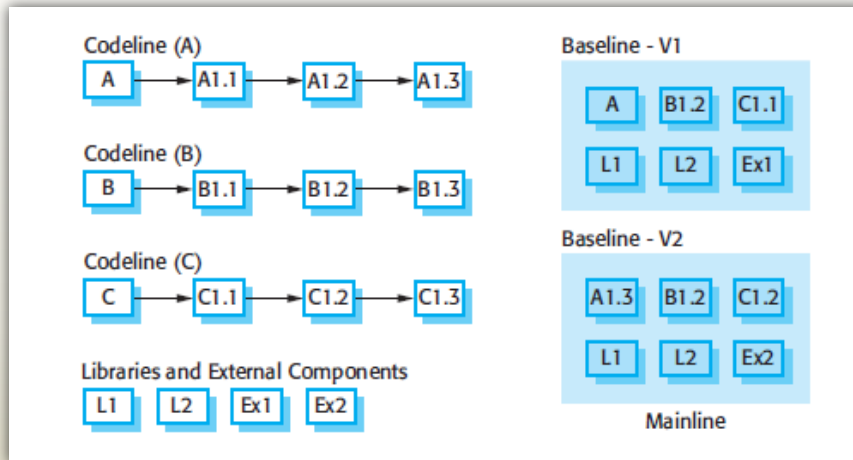 Codeline (A)
A A1.1 A1.2 A1.3
Codeline (B)
B B1.1 B1.2 B1.3
Codeline (C)
C C1.1 C1.2 C1.3
Libraries and External Components
L1 L2 Ex1 Ex2
Baseline - V1
A B1.2 C1.1
L1 L2 Ex1
Baseline - V2
A1.3 B1.2 C1.2
L1 L2 Ex2
Mainline